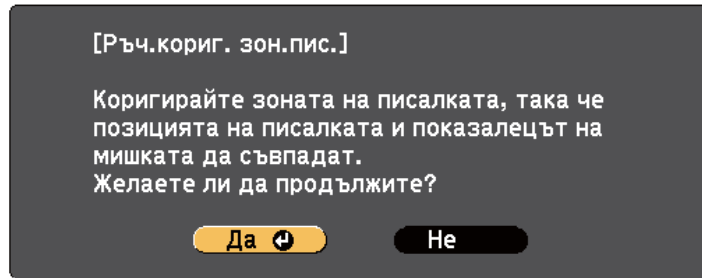 [Ръч.кориг. зон.пис.]
Коригирайте зоната на писалката, така че
позицията на писалката и показалецът на
мишката да съвпадат.
Желаете ли да продължите?
Да Не